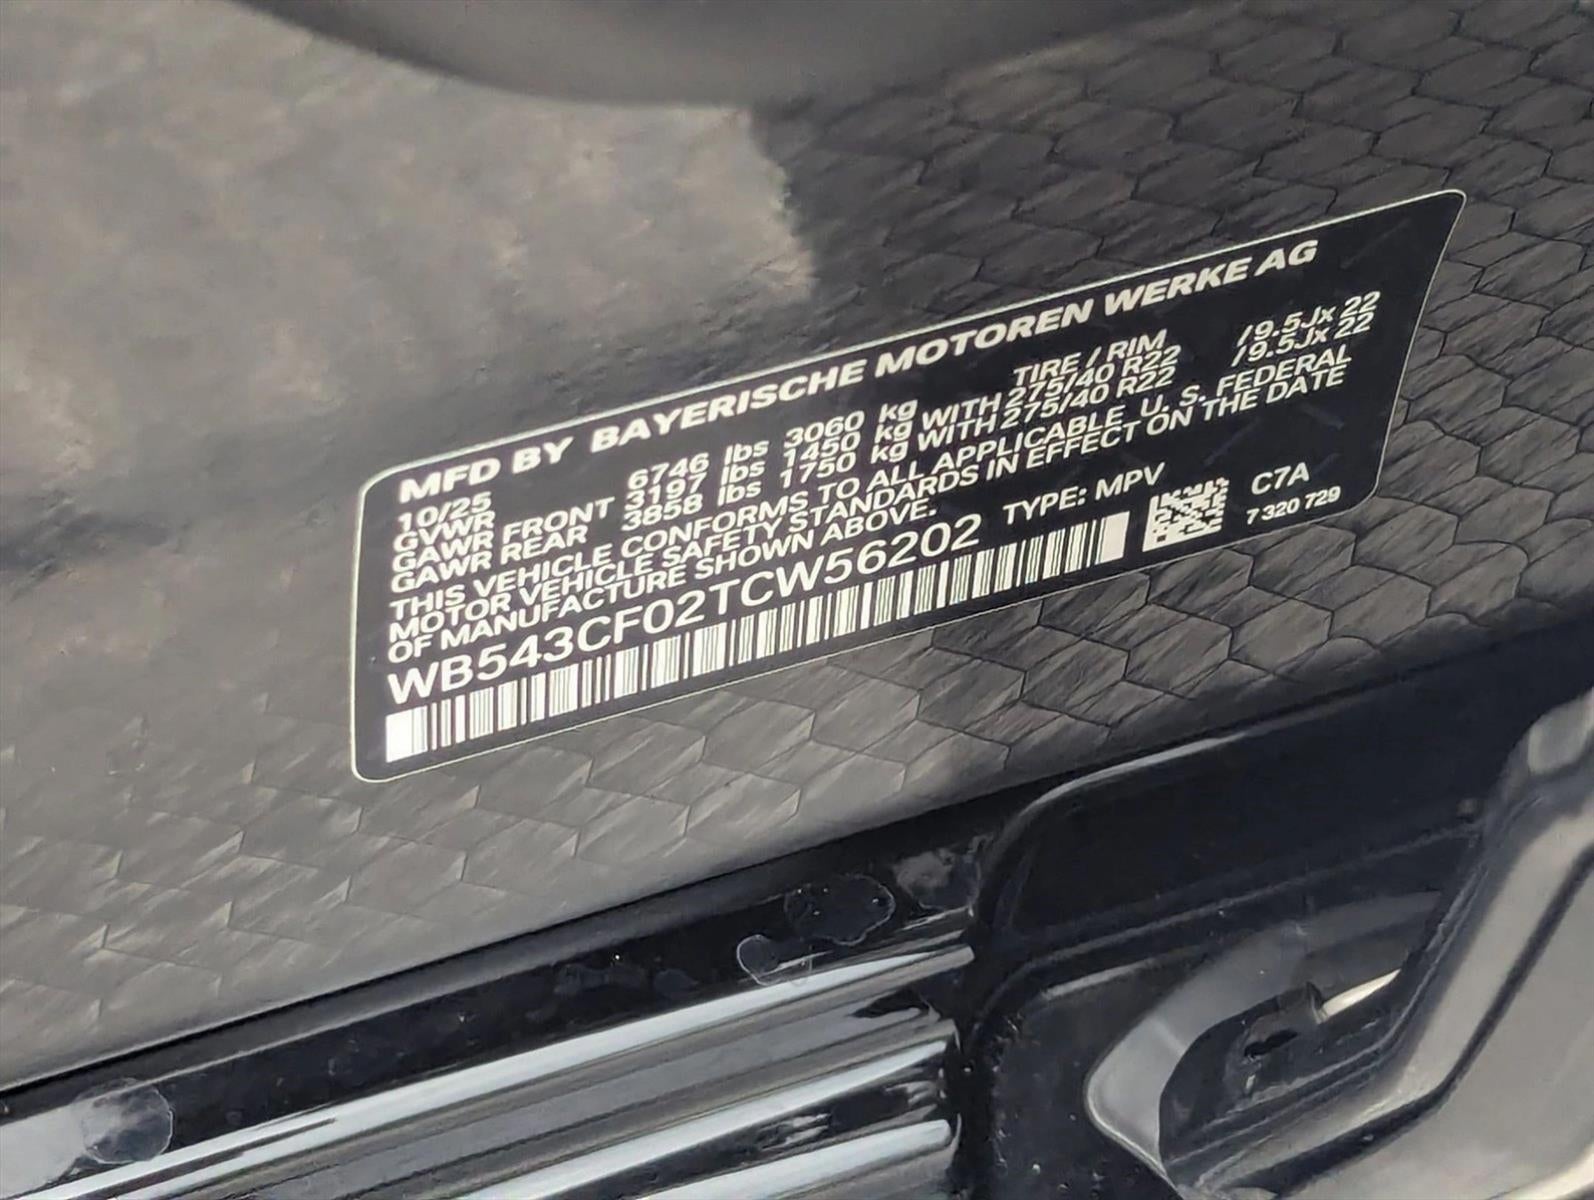 MFD BY BAYERISCHE MOTOREN WERKE AG
10/25 TIRE / RIM
GVWR 6746 lbs 3060 kg
GAWR FRONT 3197 lbs 1450 kg WITH 275/40 R22 /9.5Jx 22
GAWR REAR 3858 lbs 1750 kg WITH 275/40 R22 /9.5Jx 22
THIS VEHICLE CONFORMS TO ALL APPLICABLE U. S. FEDERAL
MOTOR VEHICLE SAFETY STANDARDS IN EFFECT ON THE DATE
OF MANUFACTURE SHOWN ABOVE.
WB543CF02TCW56202 TYPE: MPV C7A
7 320 729